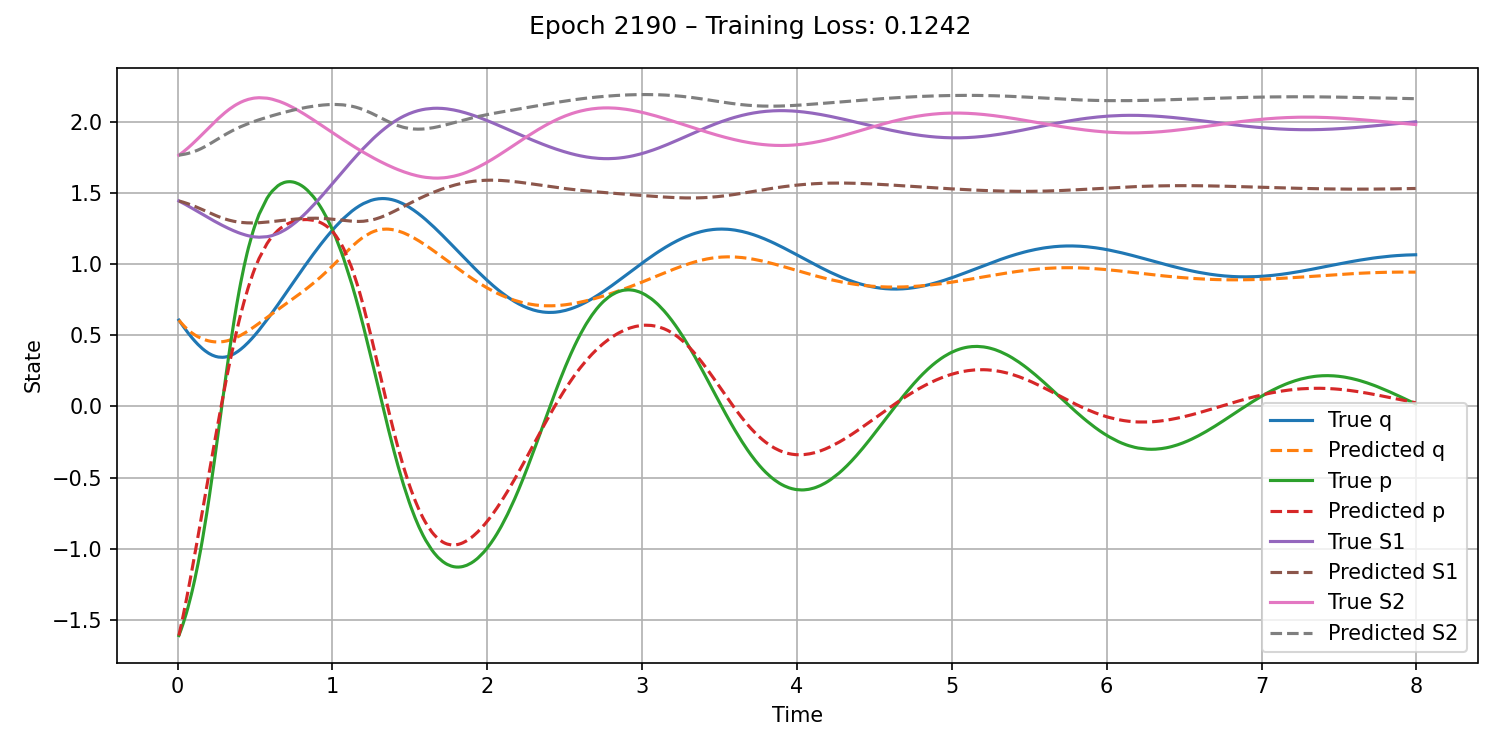 Epoch 2190 – Training Loss: 0.1242
State
2.0
1.5
1.0
0.5
0.0
−0.5
−1.0
−1.5
0 1 2 3 4 5 6 7 8
Time
True q
Predicted q
True p
Predicted p
True S1
Predicted S1
True S2
Predicted S2